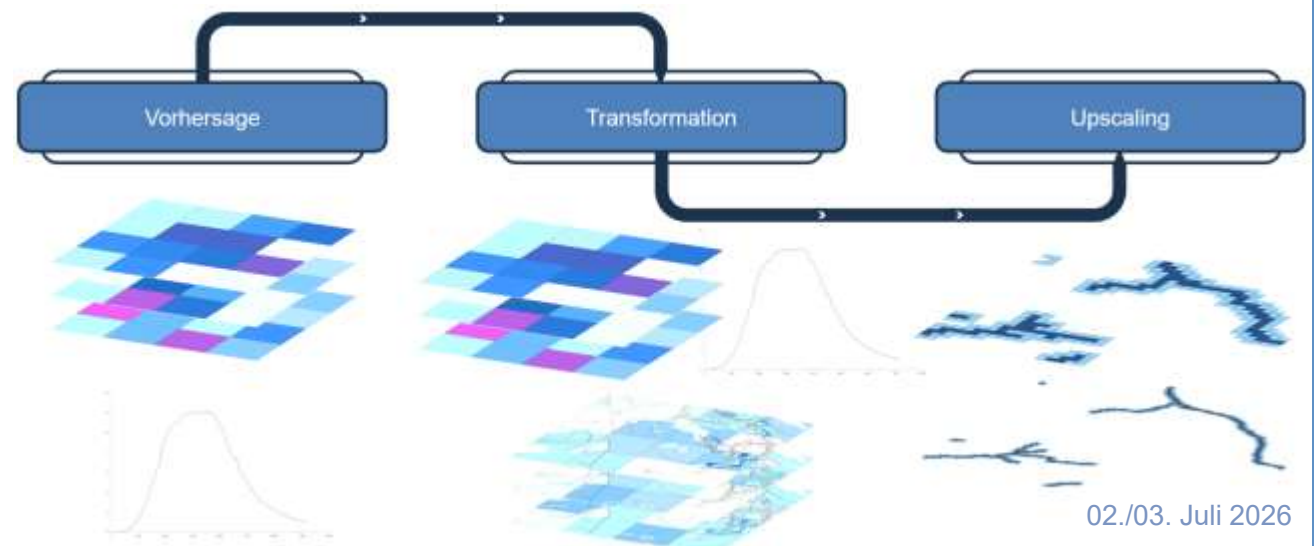 Vorhersage
Transformation
Upscaling
02./03. Juli 2026